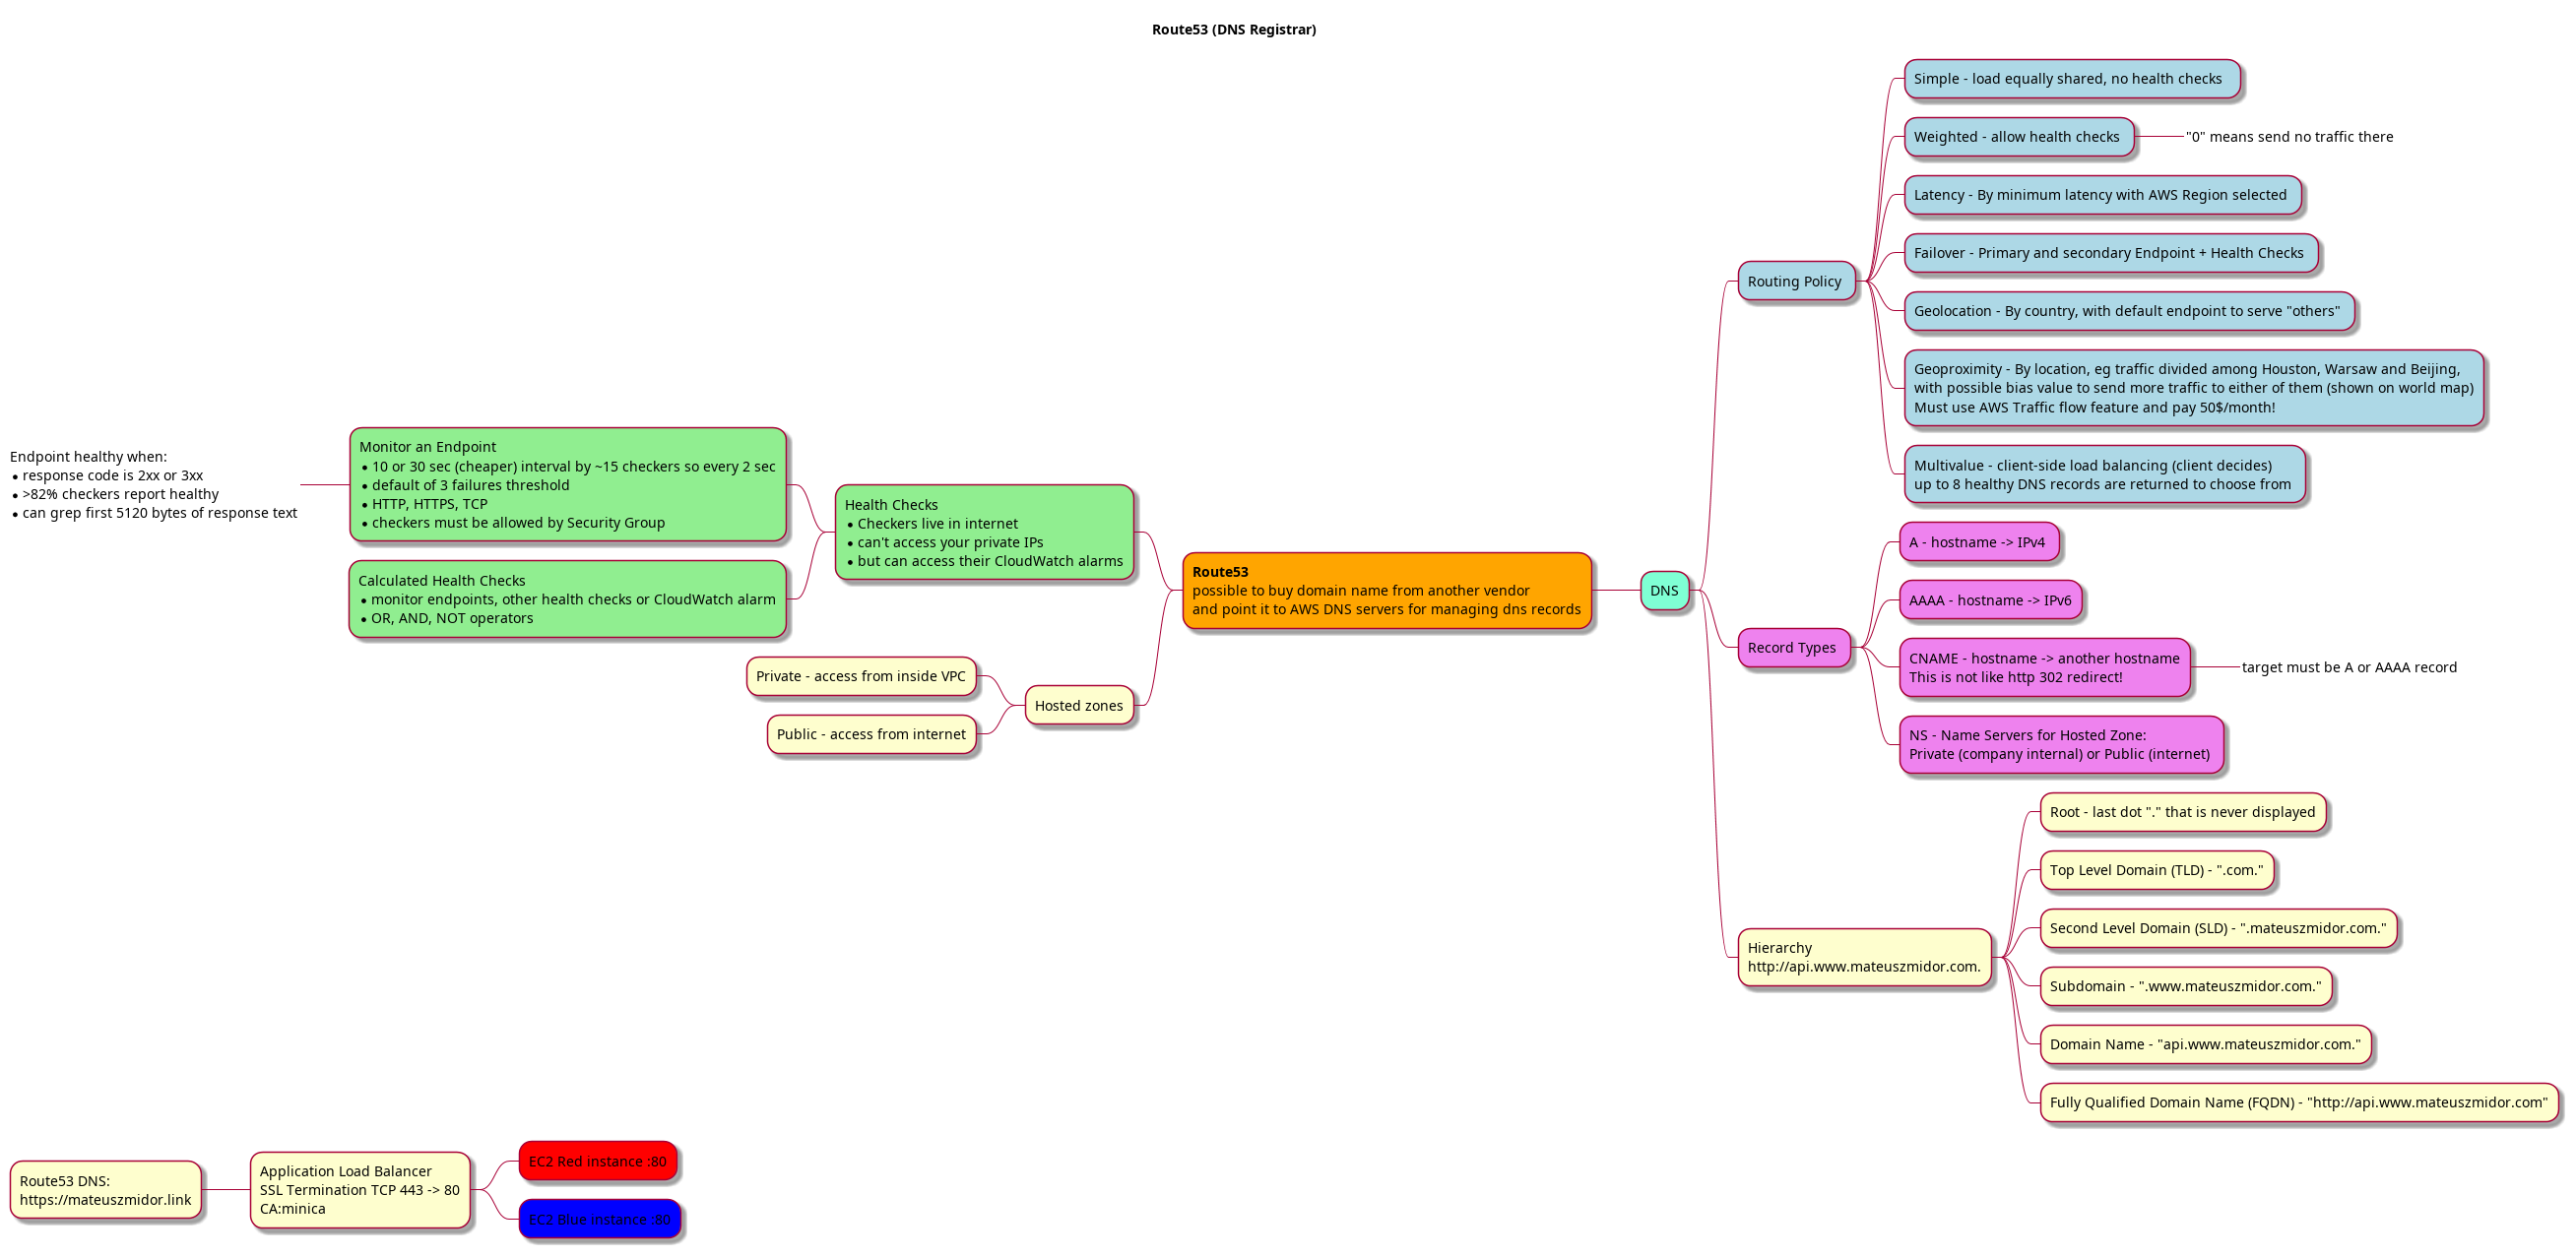 Route53 (DNS Registrar)
Simple - load equally shared, no health checks
Weighted - allow health checks
"0" means send no traffic there
Latency - By minimum latency with AWS Region selected
Failover - Primary and secondary Endpoint + Health Checks
Routing Policy
Geolocation - By country, with default endpoint to serve "others"
Geoproximity - By location, eg traffic divided among Houston, Warsaw and Beijing,
with possible bias value to send more traffic to either of them (shown on world map)
Must use AWS Traffic flow feature and pay 50$/month!
Multivalue - client-side load balancing (client decides)
up to 8 healthy DNS records are returned to choose from
Endpoint healthy when:
• response code is 2xx or 3xx
• >82% checkers report healthy
• can grep first 5120 bytes of response text
Monitor an Endpoint
• 10 or 30 sec (cheaper) interval by ~15 checkers so every 2 sec
• default of 3 failures threshold
• HTTP, HTTPS, TCP
• checkers must be allowed by Security Group
Health Checks
• Checkers live in internet
• can't access your private IPs
• but can access their CloudWatch alarms
Calculated Health Checks
• monitor endpoints, other health checks or CloudWatch alarm
• OR, AND, NOT operators
Route53
possible to buy domain name from another vendor
and point it to AWS DNS servers for managing dns records
DNS
A - hostname -> IPv4
AAAA - hostname -> IPv6
Record Types
CNAME - hostname -> another hostname
This is not like http 302 redirect!
target must be A or AAAA record
NS - Name Servers for Hosted Zone:
Private (company internal) or Public (internet)
Private - access from inside VPC
Hosted zones
Public - access from internet
Root - last dot "." that is never displayed
Top Level Domain (TLD) - ".com."
Second Level Domain (SLD) - ".mateuszmidor.com."
Hierarchy
http://api.www.mateuszmidor.com.
Subdomain - ".www.mateuszmidor.com."
Domain Name - "api.www.mateuszmidor.com."
Fully Qualified Domain Name (FQDN) - "http://api.www.mateuszmidor.com"
Route53 DNS:
https://mateuszmidor.link
Application Load Balancer
SSL Termination TCP 443 -> 80
CA:minica
EC2 Red instance :80
EC2 Blue instance :80